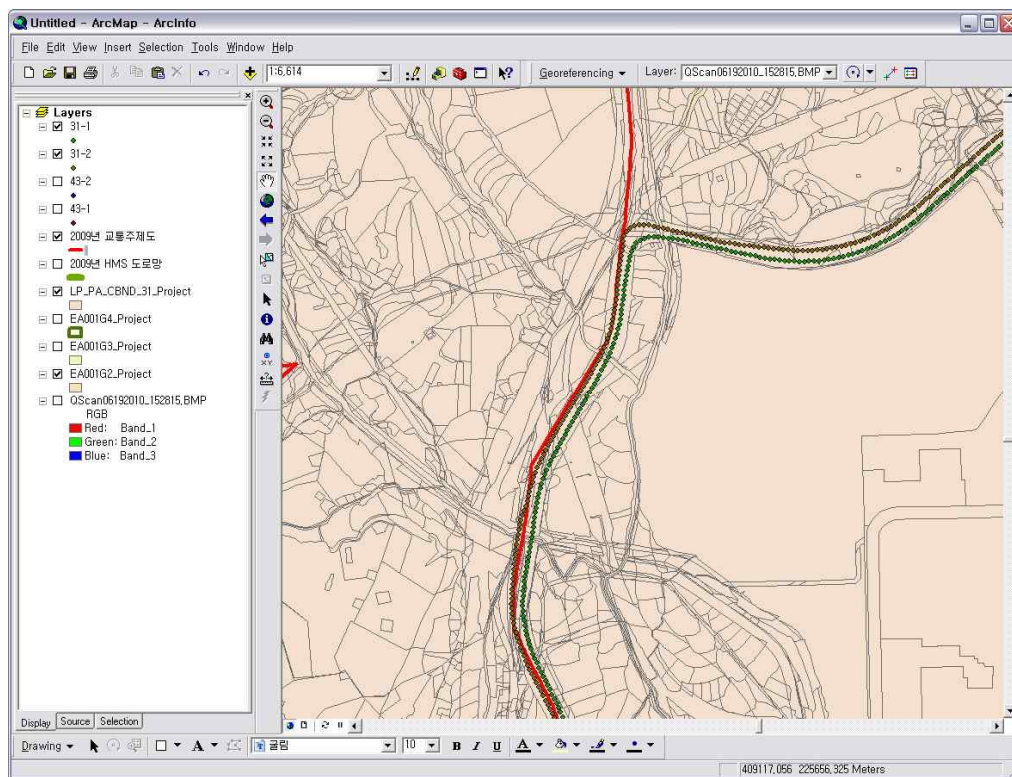 Untitled - ArcMap - ArcInfo
File Edit View Insert Selection Tools Window Help
1:6,614
Georeferencing
Layer: QScan06192010_152815.BMP
Layers
31-1
31-2
43-2
43-1
2009년 교통주제도
2009년 HMS 도로망
LP_PA_CBND_31_Project
EA001G4_Project
EA001G3_Project
EA001G2_Project
QScan06192010_152815.BMP
RGB
Red: Band_1
Green: Band_2
Blue: Band_3
Display Source Selection
Drawing A 굴림 10 B I U A
409117,056 225656,325 Meters